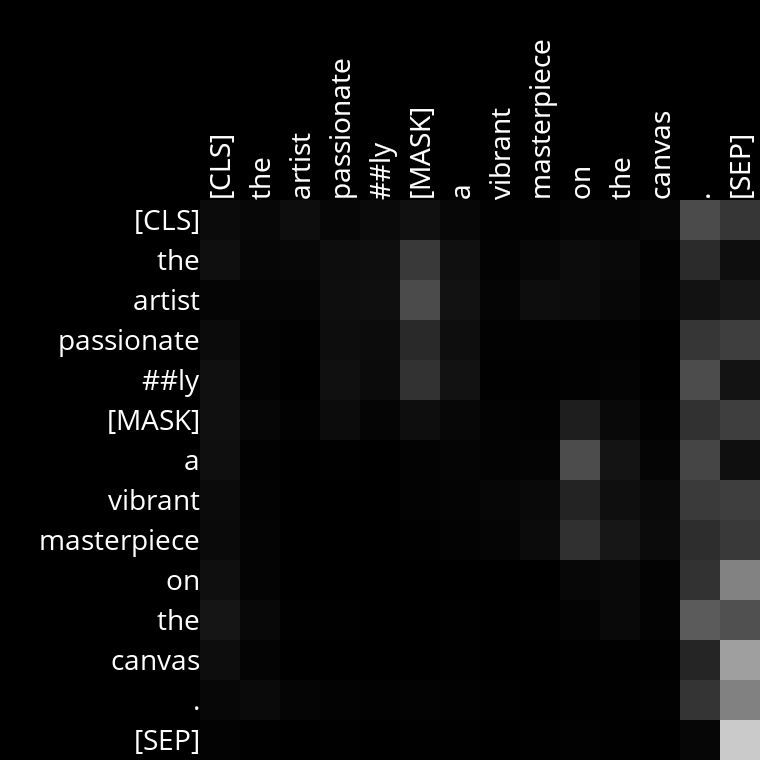 [CLS] the artist passionate ##ly [MASK] a vibrant masterpiece on the canvas . [SEP]
[CLS]
the
artist
passionate
##ly
[MASK]
a
vibrant
masterpiece
on
the
canvas
.
[SEP]